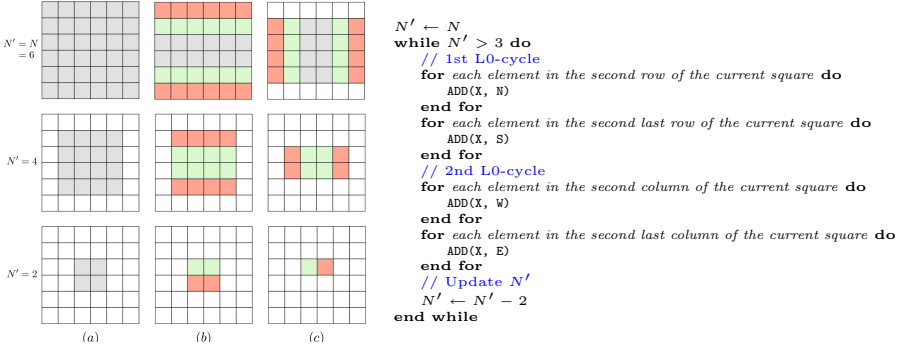 N′ = N
= 6
N′ = 4
N′ = 2
(a)
(b)
(c)
N′ ← N
while N′ > 3 do
// 1st L0-cycle
for each element in the second row of the current square do
ADD(X, N)
end for
for each element in the second last row of the current square do
ADD(X, S)
end for
// 2nd L0-cycle
for each element in the second column of the current square do
ADD(X, W)
end for
for each element in the second last column of the current square do
ADD(X, E)
end for
// Update N′
N′ ← N′ − 2
end while